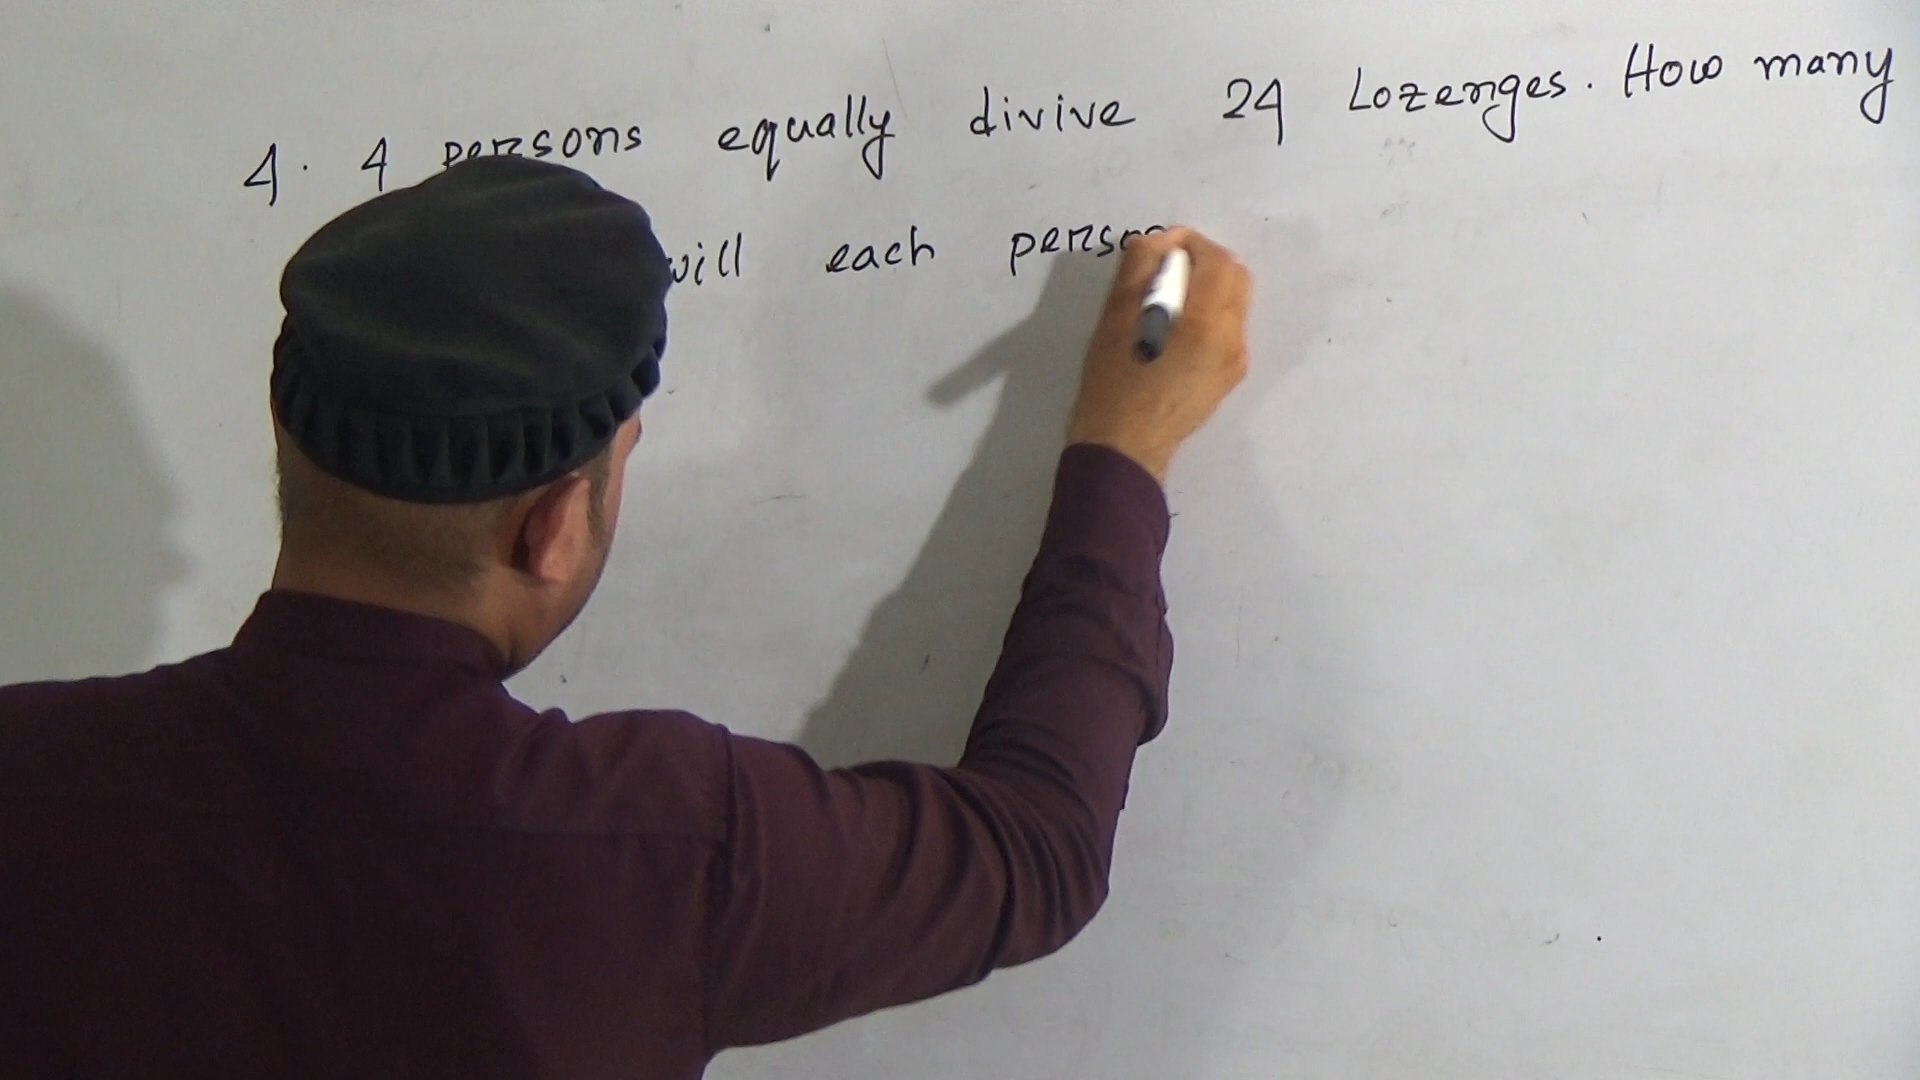 4. 4 persons equally divive 24 Lozenges. How many
will each person